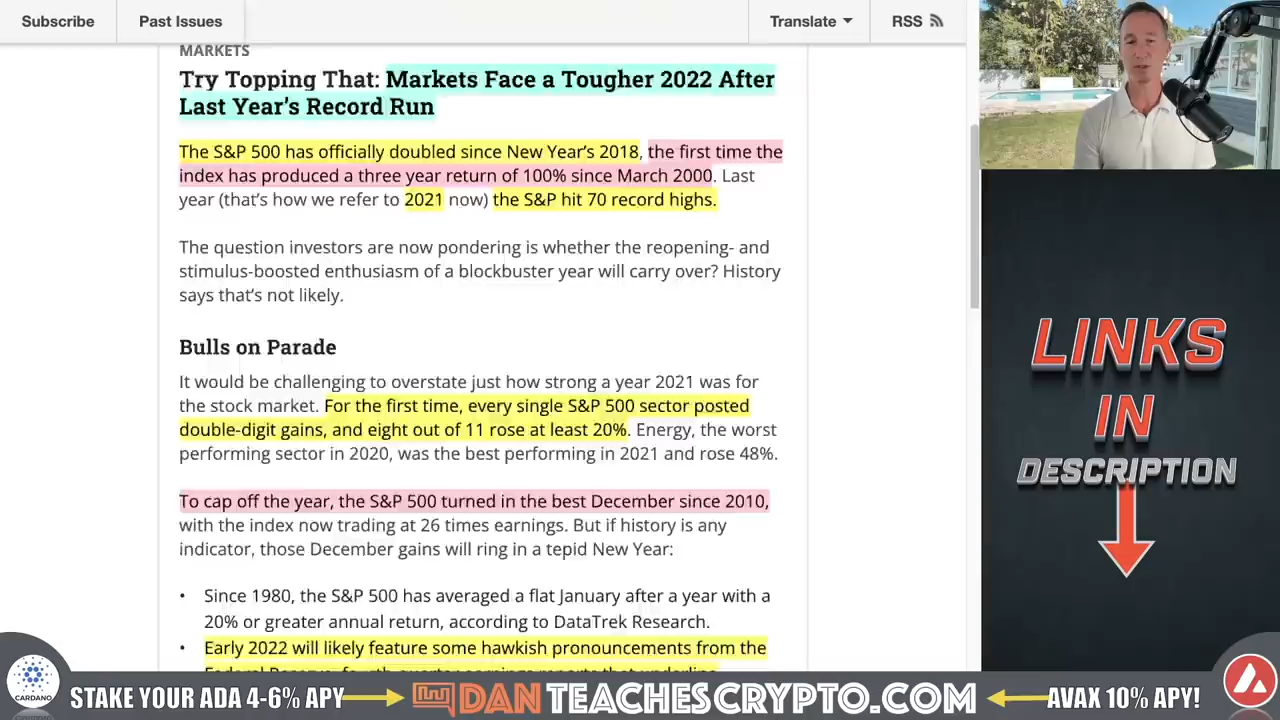 Subscribe
Past Issues
Translate
RSS
MARKETS
Try Topping That: Markets Face a Tougher 2022 After
Last Year's Record Run
The S&P 500 has officially doubled since New Year's 2018, the first time the
index has produced a three year return of 100% since March 2000. Last
year (that's how we refer to 2021 now) the S&P hit 70 record highs.
The question investors are now pondering is whether the reopening- and
stimulus-boosted enthusiasm of a blockbuster year will carry over? History
says that's not likely.
Bulls on Parade
It would be challenging to overstate just how strong a year 2021 was for
the stock market. For the first time, every single S&P 500 sector posted
double-digit gains, and eight out of 11 rose at least 20%. Energy, the worst
performing sector in 2020, was the best performing in 2021 and rose 48%.
To cap off the year, the S&P 500 turned in the best December since 2010,
with the index now trading at 26 times earnings. But if history is any
indicator, those December gains will ring in a tepid New Year:
• Since 1980, the S&P 500 has averaged a flat January after a year with a
20% or greater annual return, according to DataTrek Research.
• Early 2022 will likely feature some hawkish pronouncements from the
Federal Reserve, fourth-quarter earnings reports that underline
LINKS
IN
DESCRIPTION
CARDANO
STAKE YOUR ADA 4-6% APY
DANTEACHESCRYPTO.COM
AVAX 10% APY!